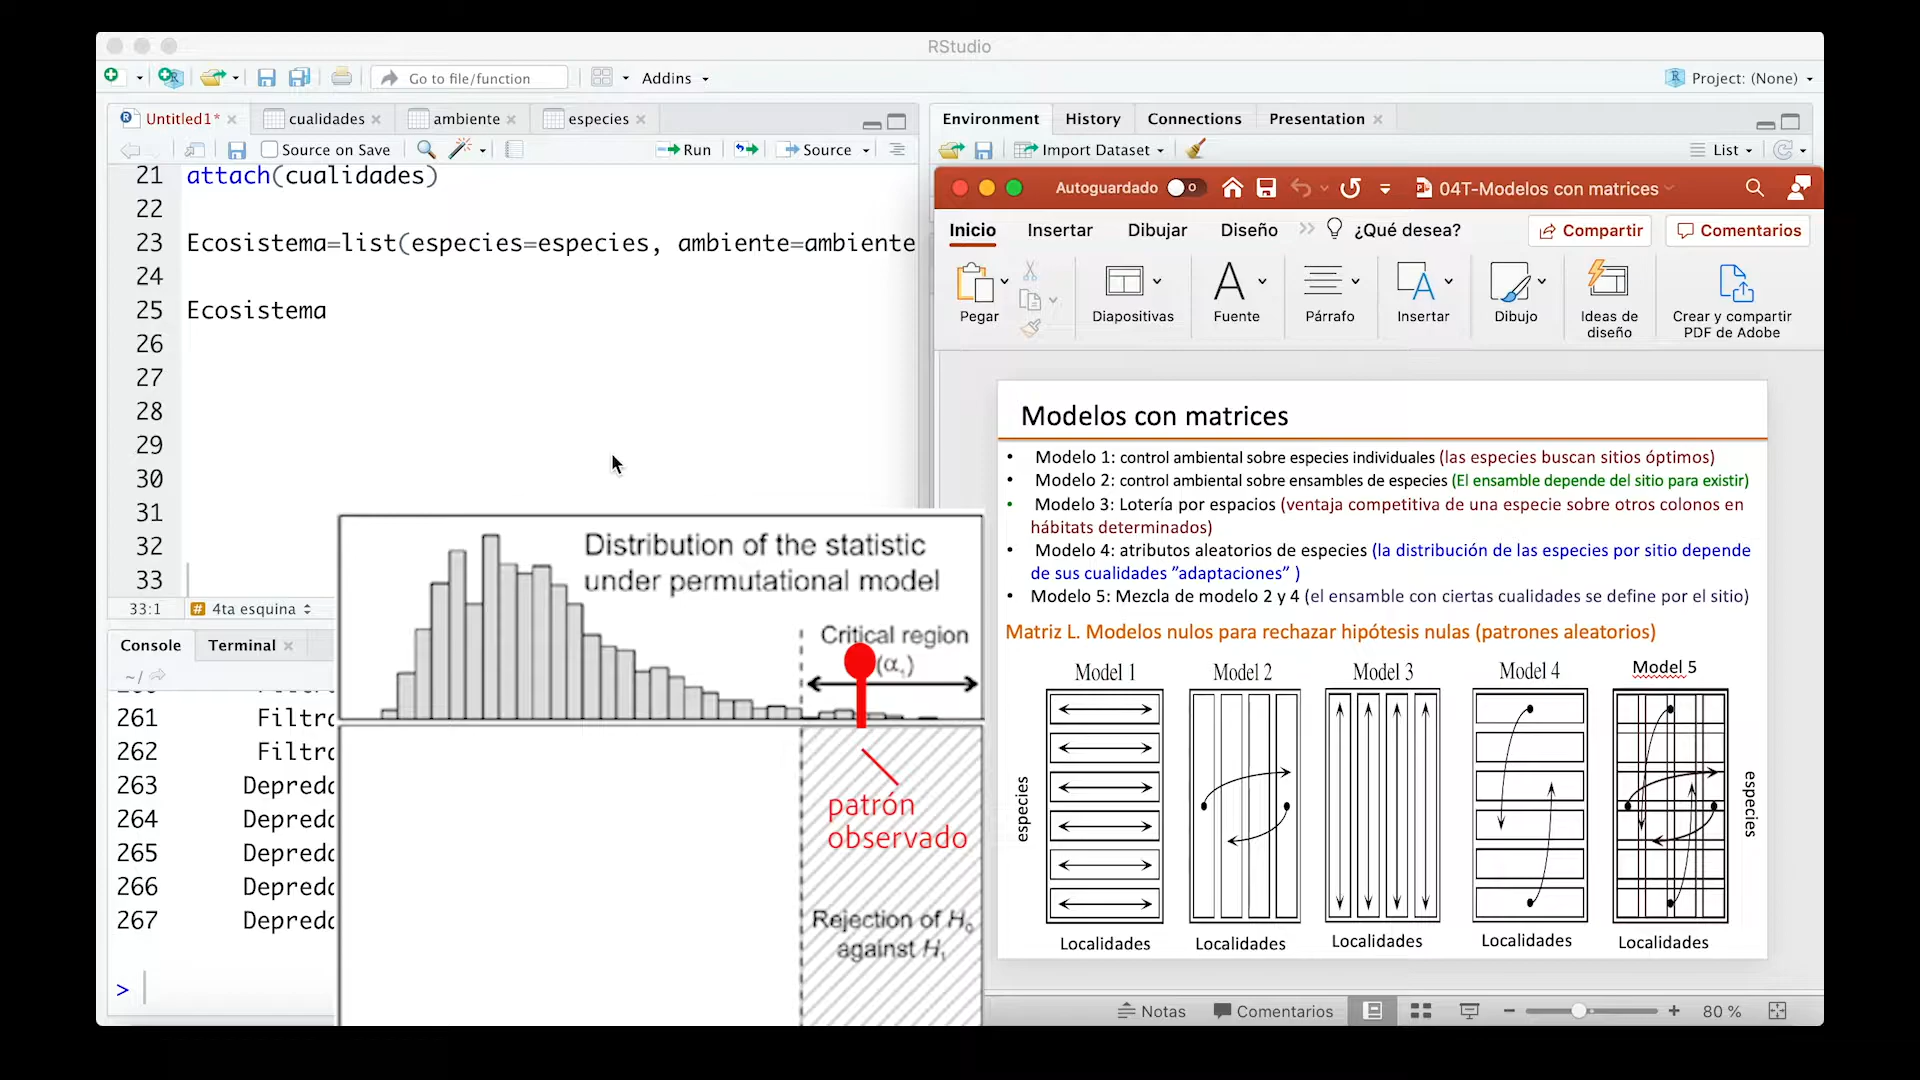 RStudio
Go to file/function
Addins
Project: (None)
Untitled1*
cualidades
ambiente
especies
Source on Save
Run
Source
21 attach(cualidades)
22
23 Ecosistema=list(especies=especies, ambiente=ambiente
24
25 Ecosistema
26
27
28
29
30
31
32
33
33:1
4ta esquina
Console
Terminal
~/
261 Filtr
262 Filtr
263 Depred
264 Depred
265 Depred
266 Depred
267 Depred
>
Distribution of the statistic
under permutational model
Critical region
(α₁)
patrón
observado
Rejection of H₀
against H₁
Environment
History
Connections
Presentation
Import Dataset
List
Autoguardado
04T-Modelos con matrices
Inicio
Insertar
Dibujar
Diseño
¿Qué desea?
Compartir
Comentarios
Pegar
Diapositivas
Fuente
Párrafo
Insertar
Dibujo
Ideas de
diseño
Crear y compartir
PDF de Adobe
Modelos con matrices
• Modelo 1: control ambiental sobre especies individuales (las especies buscan sitios óptimos)
• Modelo 2: control ambiental sobre ensambles de especies (El ensamble depende del sitio para existir)
• Modelo 3: Lotería por espacios (ventaja competitiva de una especie sobre otros colonos en
hábitats determinados)
• Modelo 4: atributos aleatorios de especies (la distribución de las especies por sitio depende
de sus cualidades ”adaptaciones” )
• Modelo 5: Mezcla de modelo 2 y 4 (el ensamble con ciertas cualidades se define por el sitio)
Matriz L. Modelos nulos para rechazar hipótesis nulas (patrones aleatorios)
Model 1
Model 2
Model 3
Model 4
Model 5
especies
especies
Localidades
Localidades
Localidades
Localidades
Localidades
Notas
Comentarios
80 %